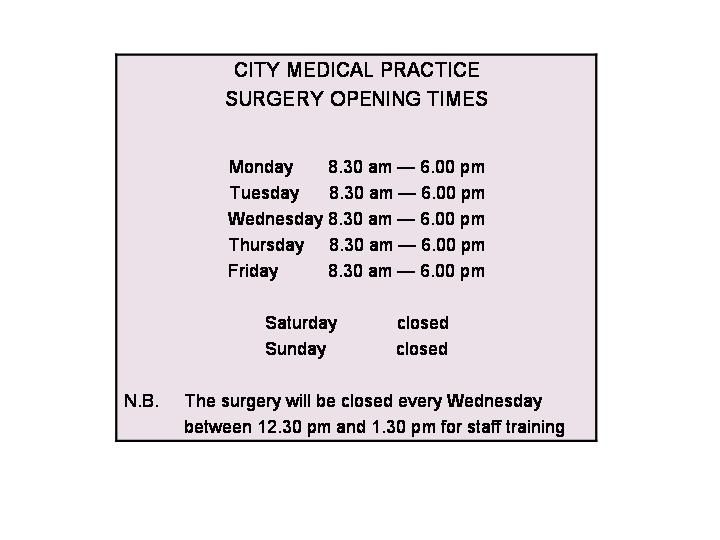 CITY MEDICAL PRACTICE
SURGERY OPENING TIMES
Monday 8.30 am — 6.00 pm
Tuesday 8.30 am — 6.00 pm
Wednesday 8.30 am — 6.00 pm
Thursday 8.30 am — 6.00 pm
Friday 8.30 am — 6.00 pm
Saturday closed
Sunday closed
N.B. The surgery will be closed every Wednesday
between 12.30 pm and 1.30 pm for staff training